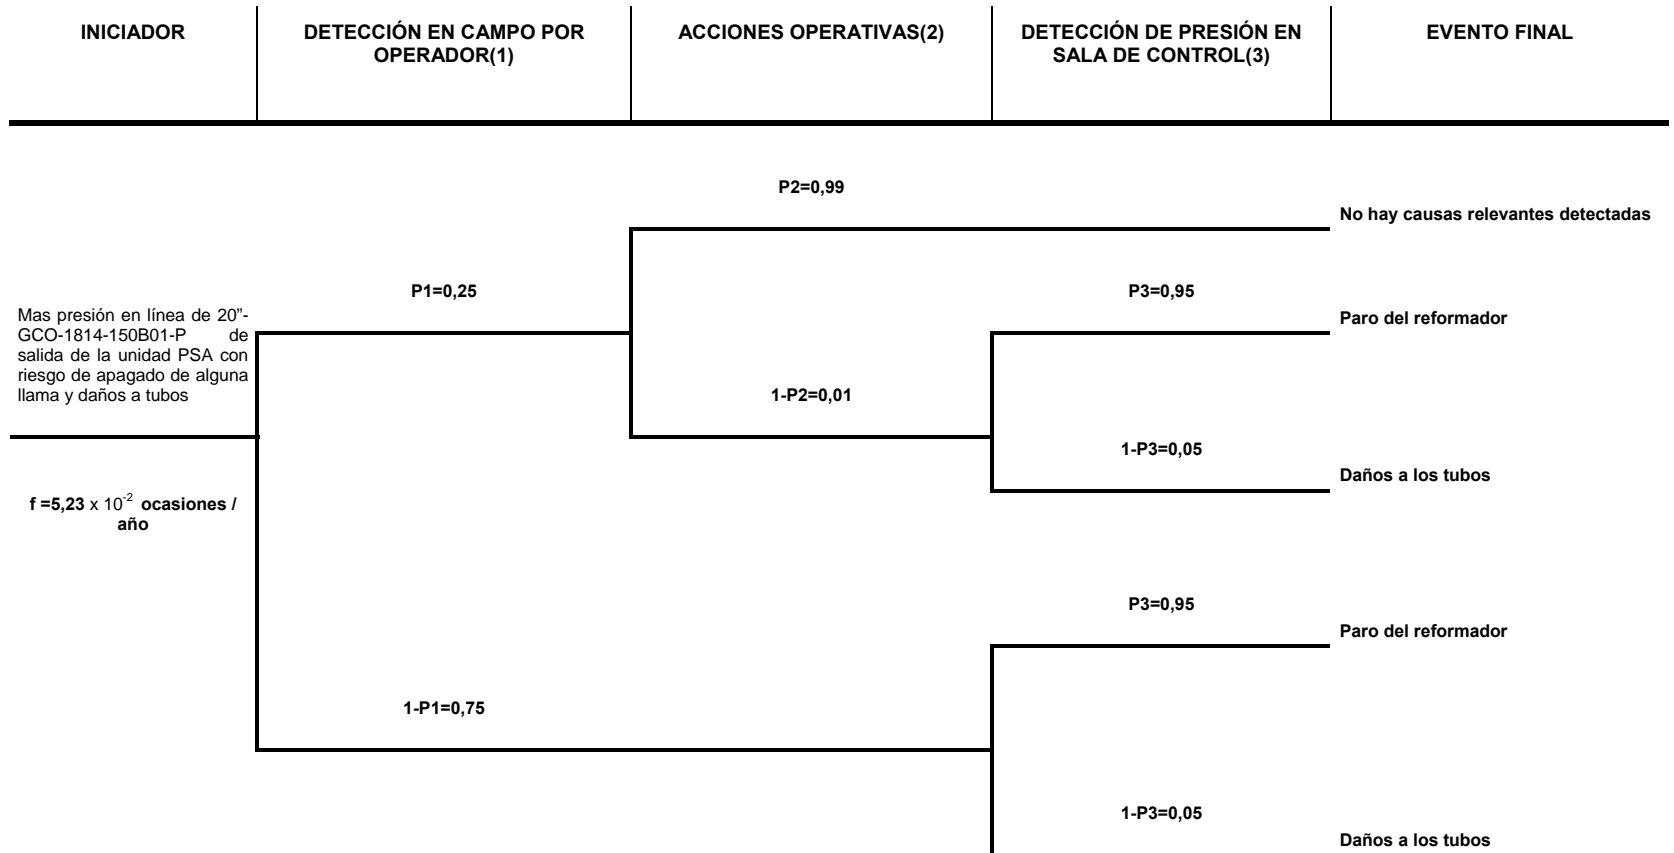 INICIADOR
DETECCIÓN EN CAMPO POR
OPERADOR(1)
ACCIONES OPERATIVAS(2)
DETECCIÓN DE PRESIÓN EN
SALA DE CONTROL(3)
EVENTO FINAL
P2=0,99
No hay causas relevantes detectadas
P1=0,25
P3=0,95
Mas presión en línea de 20”-
GCO-1814-150B01-P de
salida de la unidad PSA con
riesgo de apagado de alguna
llama y daños a tubos
Paro del reformador
1-P2=0,01
1-P3=0,05
Daños a los tubos
f =5,23 x 10-2 ocasiones /
año
P3=0,95
Paro del reformador
1-P1=0,75
1-P3=0,05
Daños a los tubos